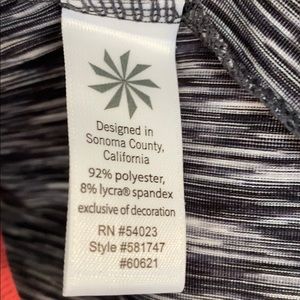 Designed in
Sonoma County,
California
92% polyester,
8% lycra® spandex
exclusive of decoration
RN #54023
Style #581747
#60621